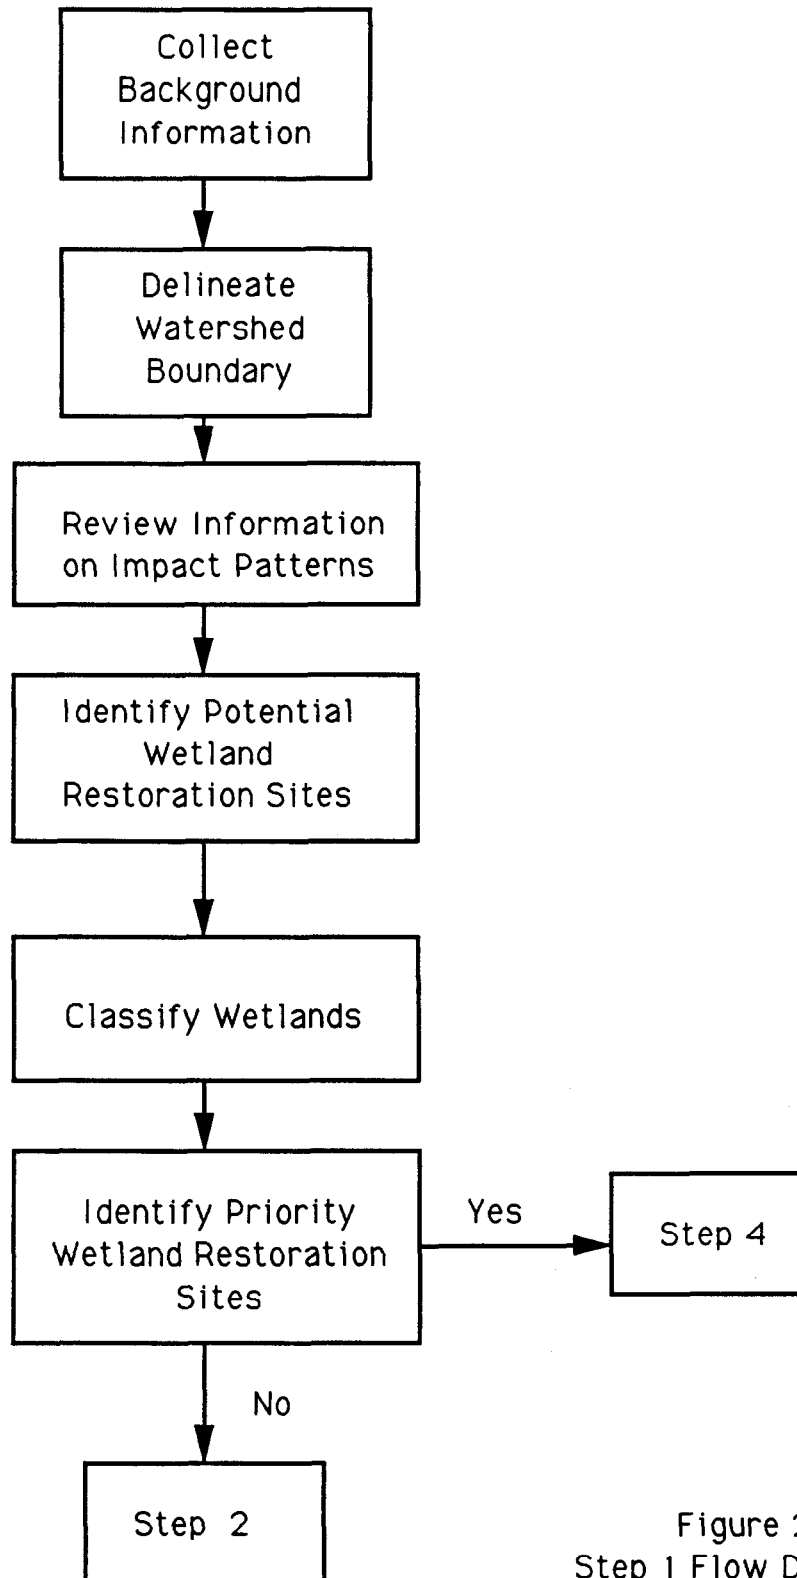 Collect
Background
Information
Delineate
Watershed
Boundary
Review Information
on Impact Patterns
Identify Potential
Wetland
Restoration Sites
Classify Wetlands
Identify Priority
Wetland Restoration
Sites
Yes
Step 4
No
Step 2
Figure
Step 1 Flow